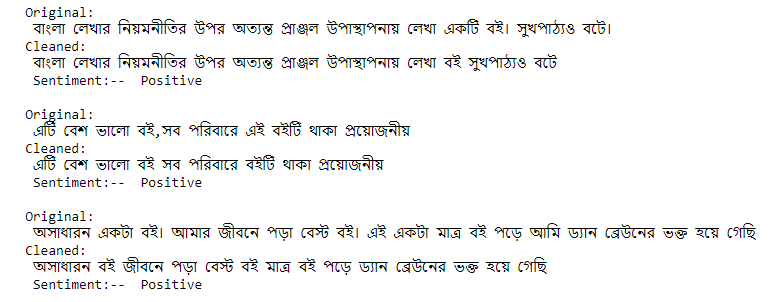 Original:
বাংলা লেখার নিয়মনীতির উপর অত্যন্ত প্রাঞ্জল উপাস্থাপনায় লেখা একটি বই। সুখপাঠ্যও বটে।
Cleaned:
বাংলা লেখার নিয়মনীতির উপর অত্যন্ত প্রাঞ্জল উপাস্থাপনায় লেখা বই সুখপাঠ্যও বটে
Sentiment:--  Positive
Original:
এটি বেশ ভালো বই,সব পরিবারে এই বইটি থাকা প্রয়োজনীয়
Cleaned:
এটি বেশ ভালো বই সব পরিবারে বইটি থাকা প্রয়োজনীয়
Sentiment:--  Positive
Original:
অসাধারন একটা বই। আমার জীবনে পড়া বেস্ট বই। এই একটা মাত্র বই পড়ে আমি ড্যান ব্রেউনের ভক্ত হয়ে গেছি
Cleaned:
অসাধারন বই জীবনে পড়া বেস্ট বই মাত্র বই পড়ে ড্যান ব্রেউনের ভক্ত হয়ে গেছি
Sentiment:--  Positive